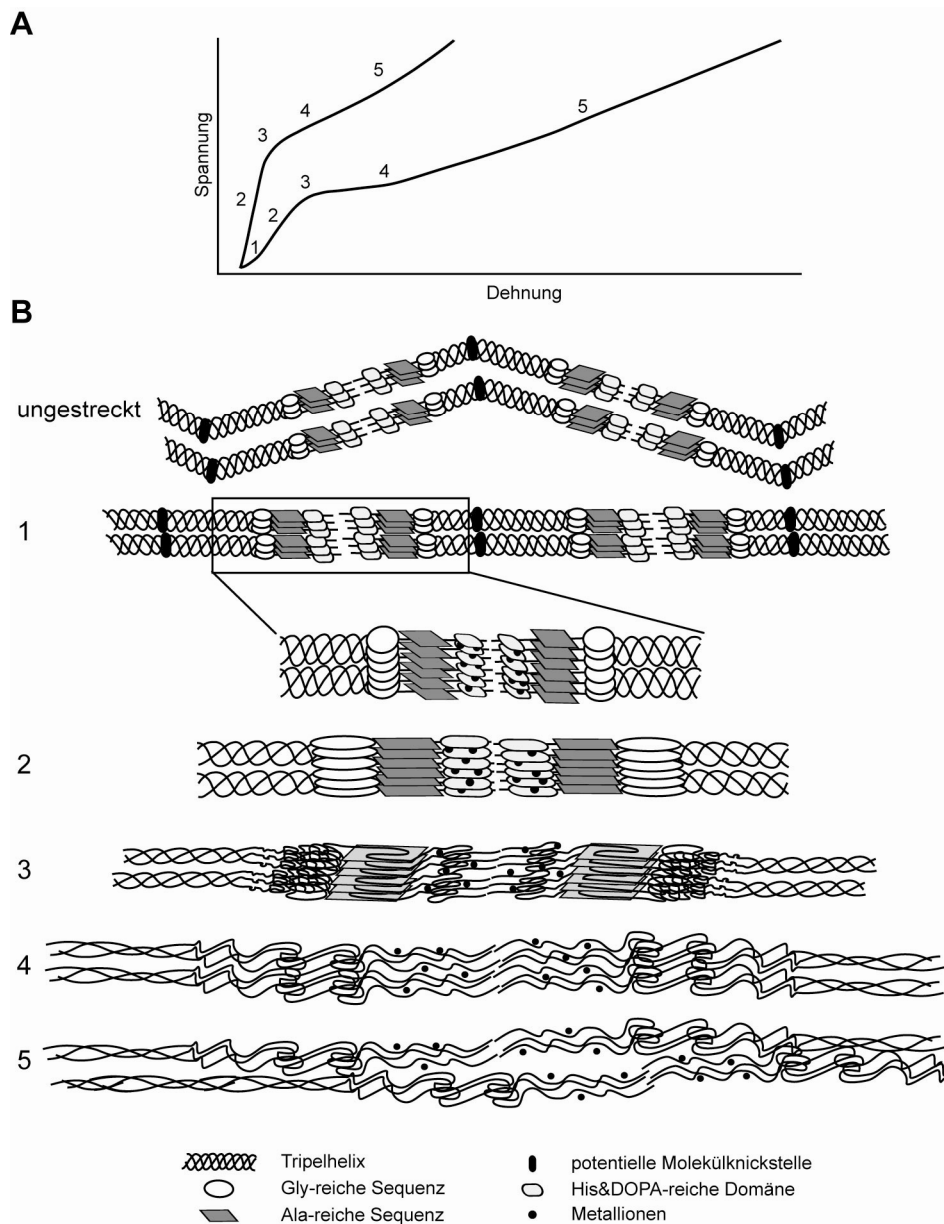 A
Spannung
1
2
3
4
5
2
3
4
5
Dehnung
B
ungestreckt
1
2
3
4
5
Tripelhelix
potentielle Molekülknickstelle
Gly-reiche Sequenz
His&DOPA-reiche Domäne
Ala-reiche Sequenz
Metallionen